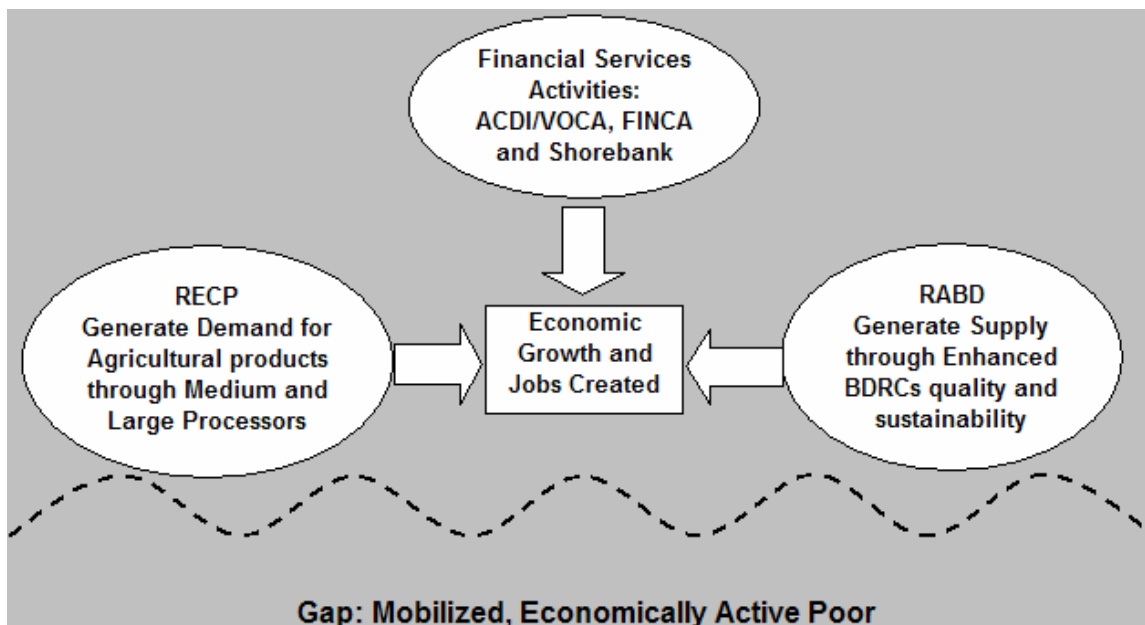 Financial Services
Activities:
ACDI/VOCA, FINCA
and Shorebank
RECP
Generate Demand for
Agricultural products
through Medium and
Large Processors
Economic
Growth and
Jobs Created
RABD
Generate Supply
through Enhanced
BDRCs quality and
sustainability
Gap: Mobilized, Economically Active Poor